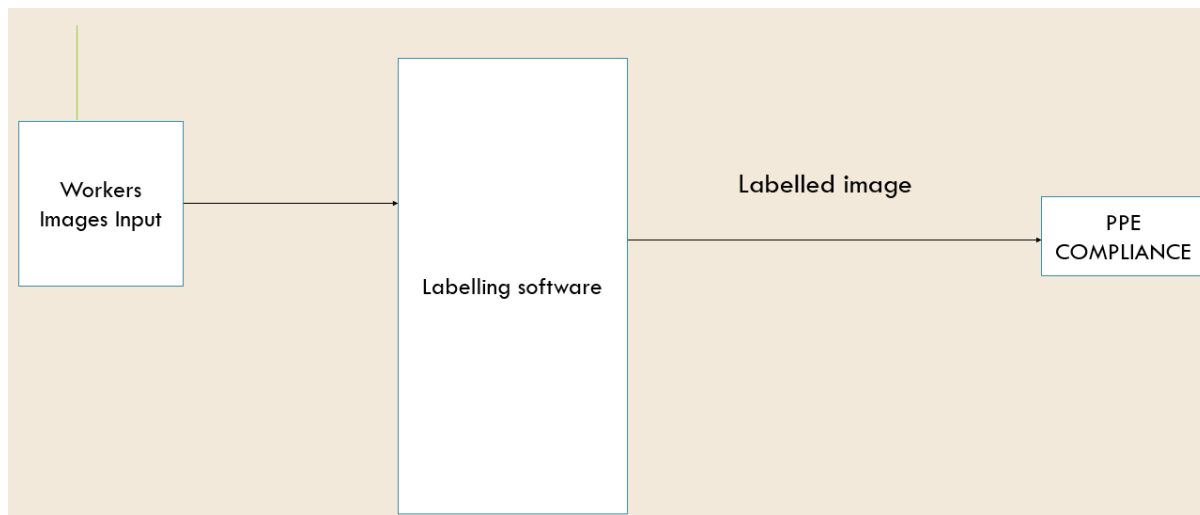 Workers
Images Input
Labelling software
Labelled image
PPE
COMPLIANCE